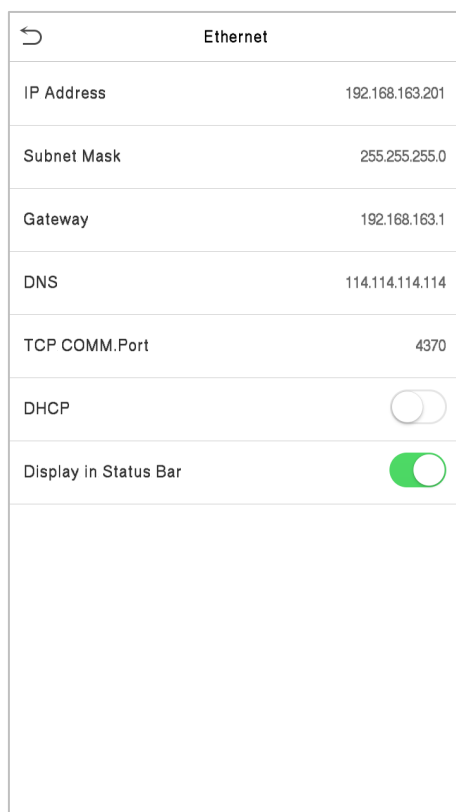 Ethernet
IP Address 192.168.163.201
Subnet Mask 255.255.255.0
Gateway 192.168.163.1
DNS 114.114.114.114
TCP COMM.Port 4370
DHCP
Display in Status Bar